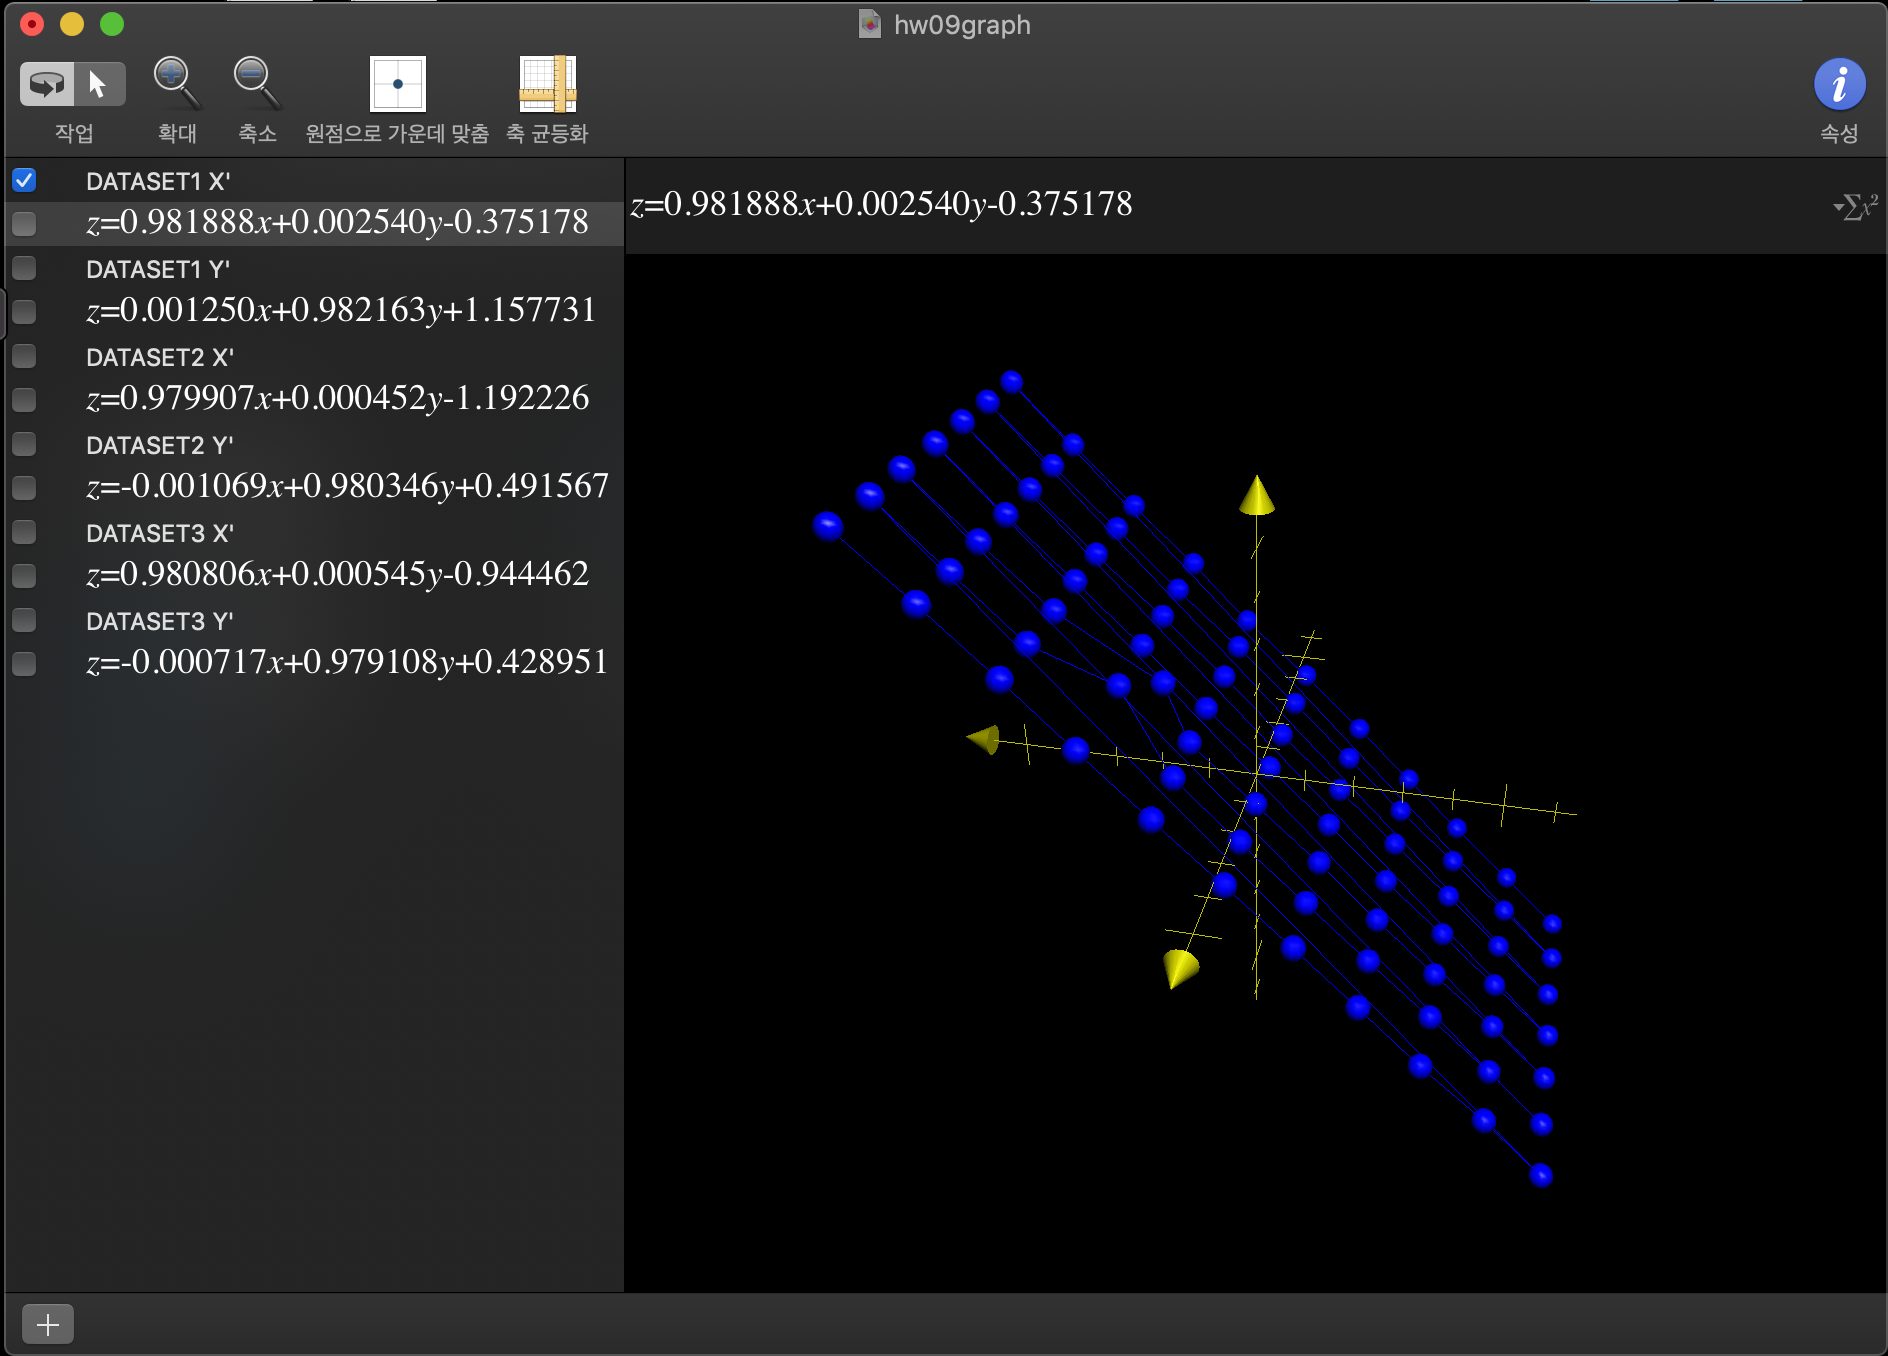 hw09graph
작업
확대
축소
원점으로 가운데 맞춤
축 균등화
속성
DATASET1 X'
z=0.981888x+0.002540y-0.375178
DATASET1 Y'
z=0.001250x+0.982163y+1.157731
DATASET2 X'
z=0.979907x+0.000452y-1.192226
DATASET2 Y'
z=-0.001069x+0.980346y+0.491567
DATASET3 X'
z=0.980806x+0.000545y-0.944462
DATASET3 Y'
z=-0.000717x+0.979108y+0.428951
z=0.981888x+0.002540y-0.375178
∑x²